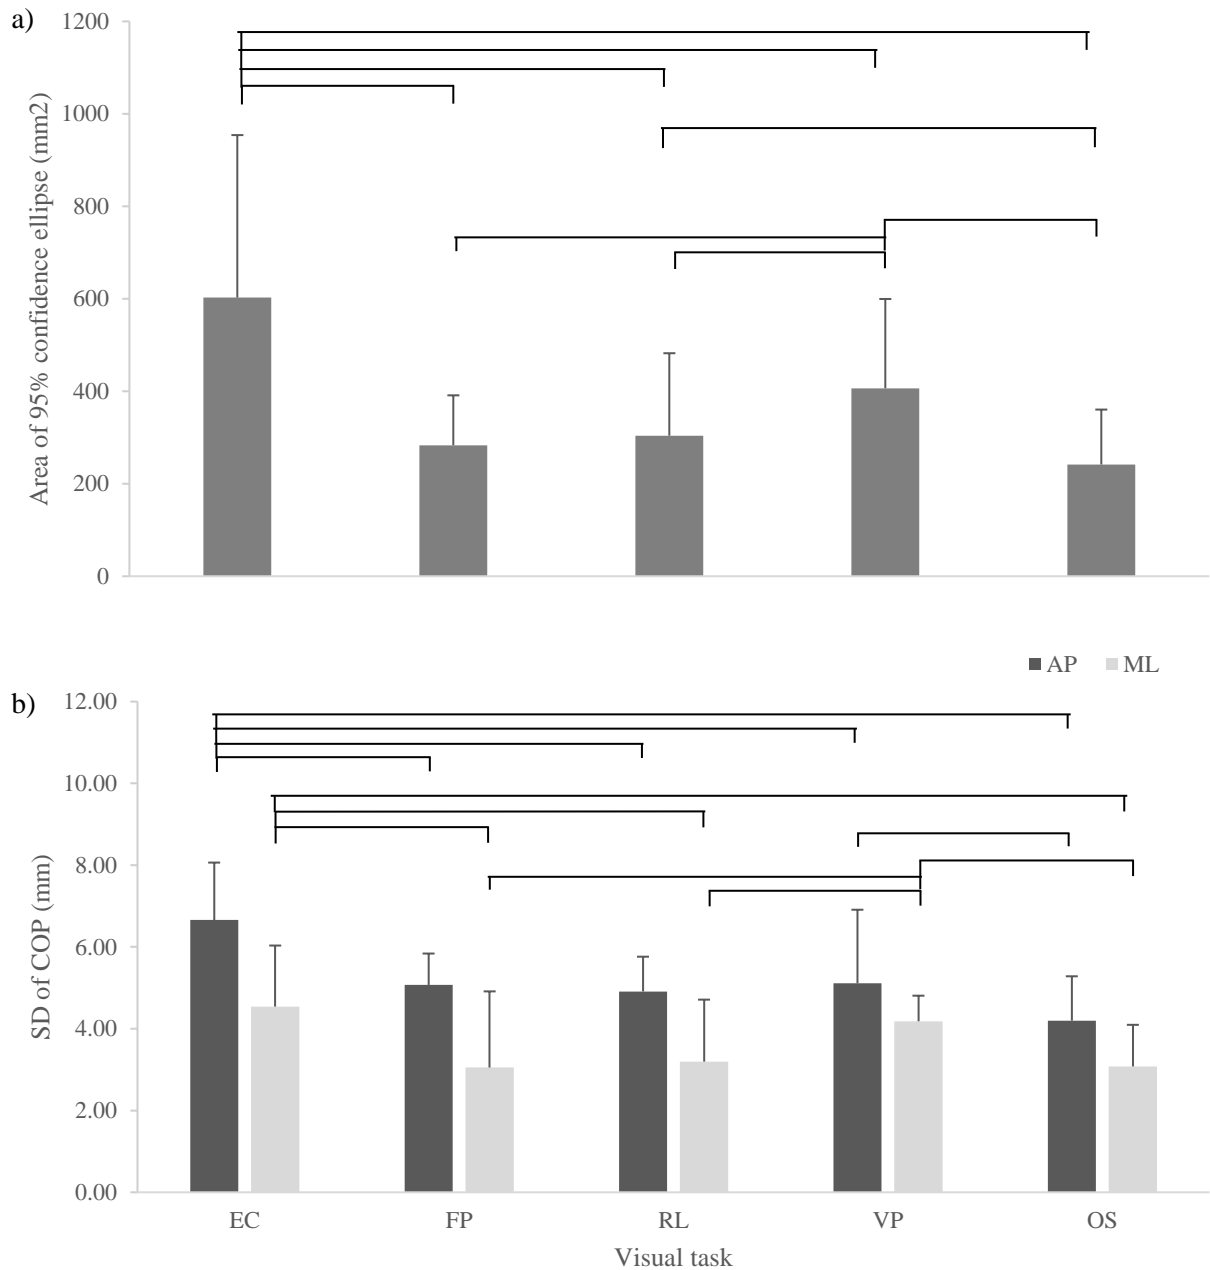 a)
Area of 95% confidence ellipse (mm2)
1200
1000
800
600
400
200
0
AP ML
b)
SD of COP (mm)
12.00
10.00
8.00
6.00
4.00
2.00
0.00
EC FP RL VP OS
Visual task